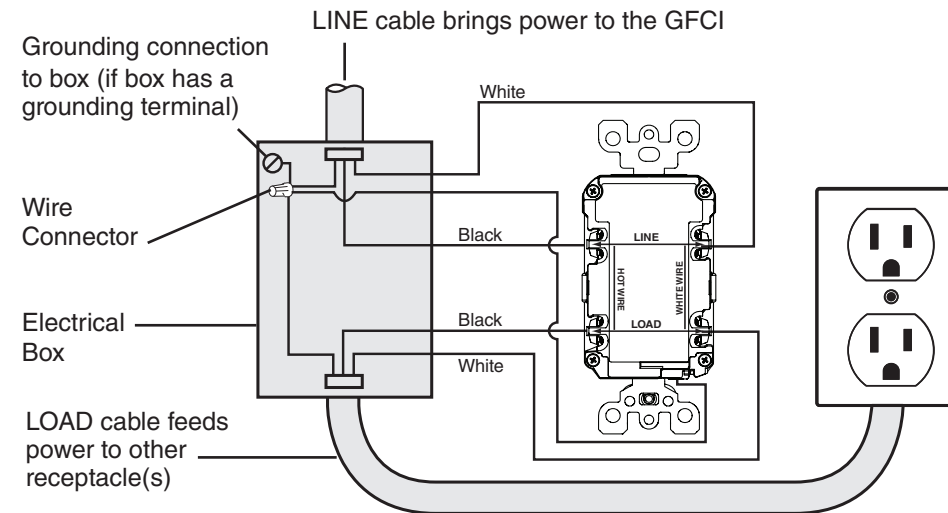 LINE cable brings power to the GFCI
Grounding connection
to box (if box has a
grounding terminal)
White
Wire
Connector
Black
LINE
HOT WIRE
WHITE WIRE
Electrical
Box
Black
LOAD
White
LOAD cable feeds
power to other
receptacle(s)